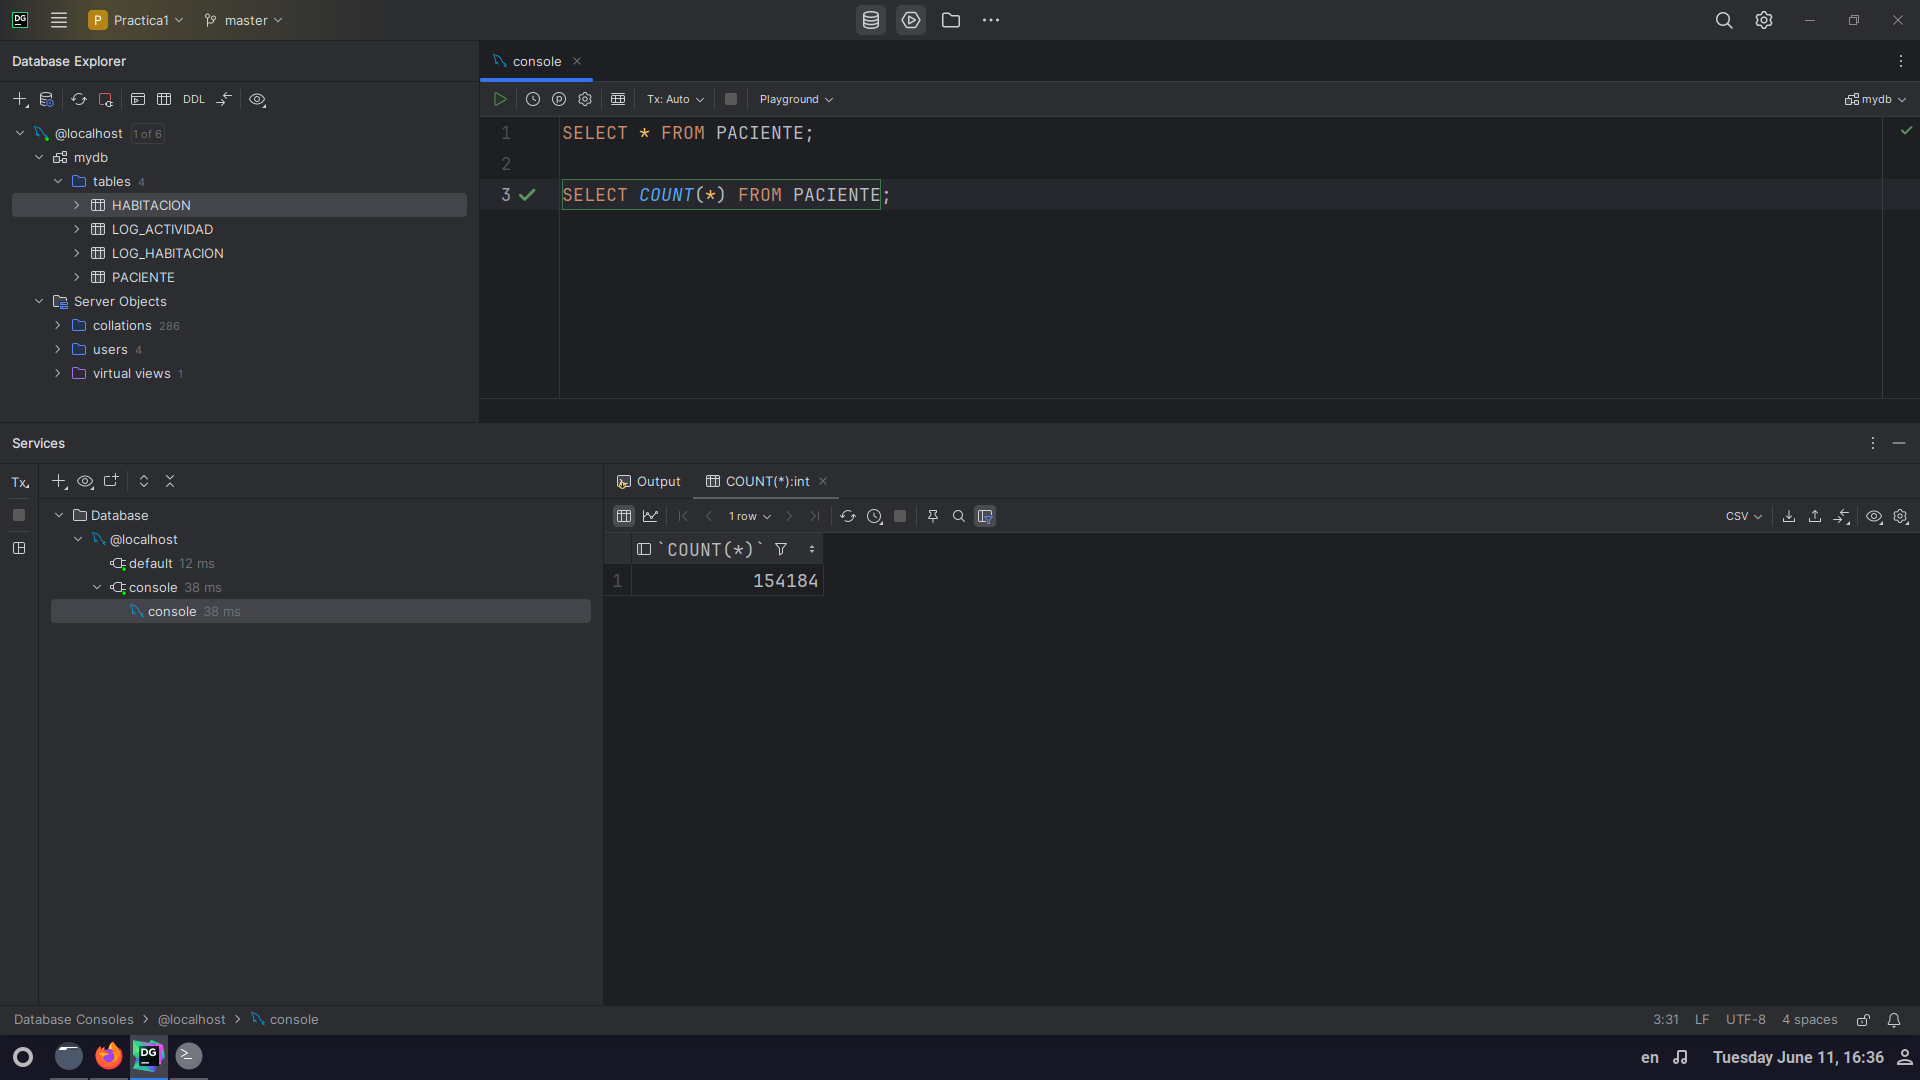 DG
P Practica1
master
Database Explorer
console
DDL
Tx: Auto
Playground
mydb
@localhost 1 of 6
mydb
tables 4
HABITACION
LOG_ACTIVIDAD
LOG_HABITACION
PACIENTE
Server Objects
collations 286
users 4
virtual views 1
1 SELECT * FROM PACIENTE;
2
3 SELECT COUNT(*) FROM PACIENTE;
Services
Tx
Database
@localhost
default 12 ms
console 38 ms
console 38 ms
Output
COUNT(*):int
1 row
CSV
`COUNT(*)`
1 154184
Database Consoles > @localhost > console
3:31 LF UTF-8 4 spaces
DG
en
Tuesday June 11, 16:36